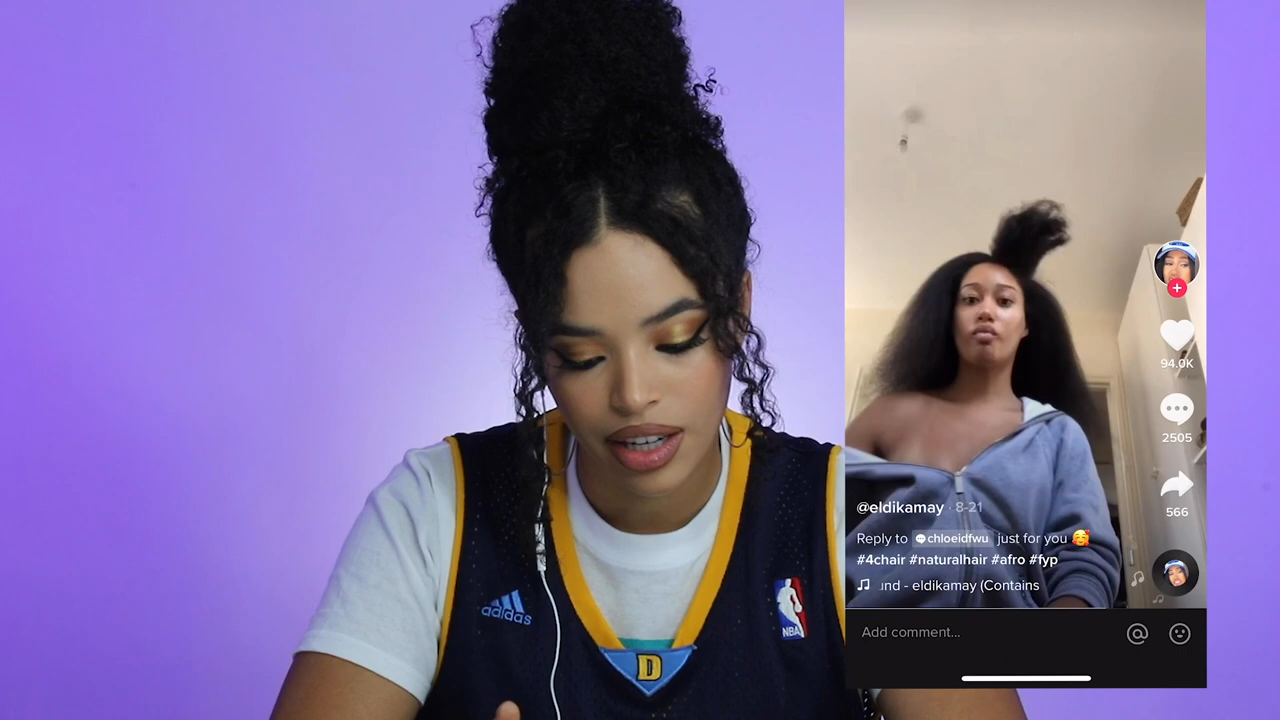 adidas
NBA
D
94.0K
2505
566
@eldikamay · 8-21
Reply to chloeidfwu just for you 🥰
#4chair #naturalhair #afro #fyp
und - eldikamay (Contains
Add comment...